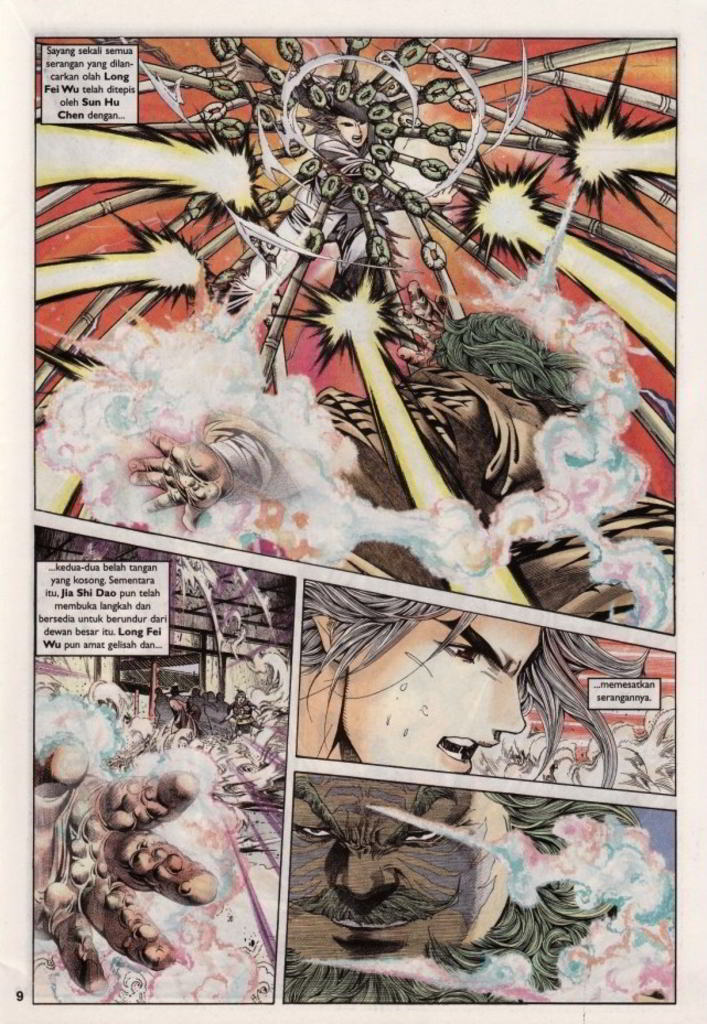 Sayang sekali semua
serangan yang dilan-
carkan olah Long
Fei Wu telah ditepis
oleh Sun Hu
Chen dengan...
...kedua-dua belah tangan
yang kosong. Sementara
itu, Jia Shi Dao pun telah
membuka langkah dan
bersedia untuk berundur dari
dewan besar itu. Long Fei
Wu pun amat gelisah dan...
...memesatkan
serangannya.
9